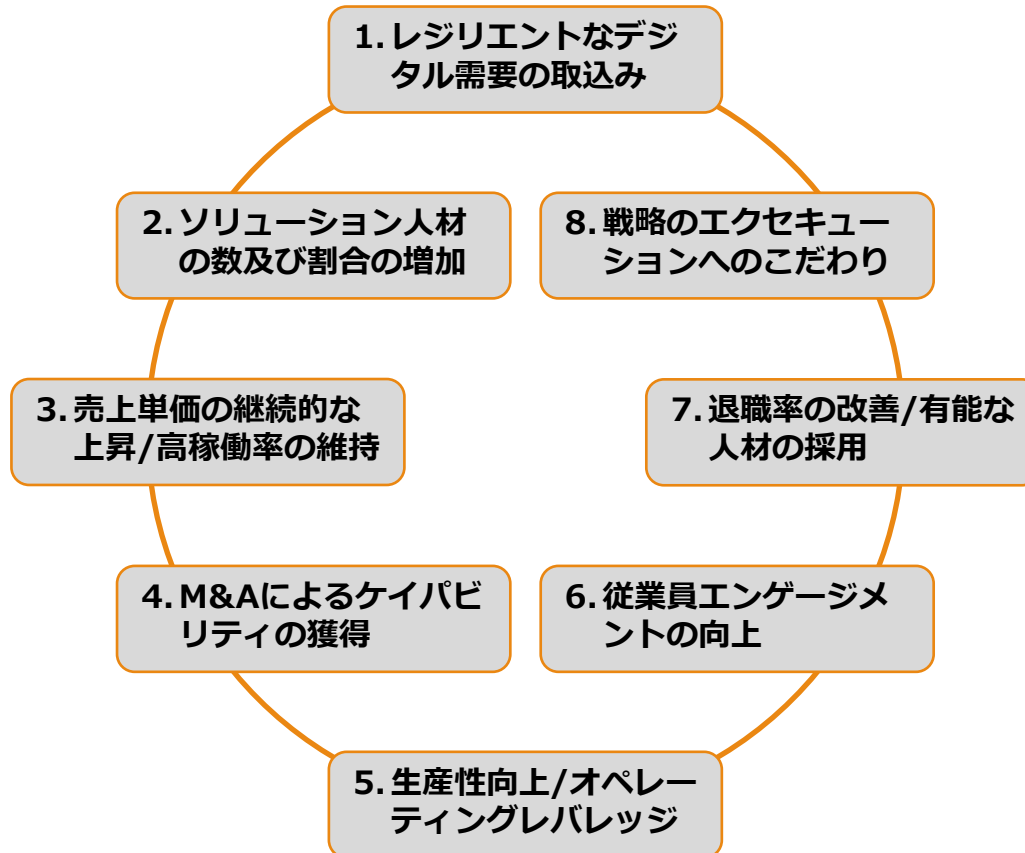 1. レジリエントなデジ
タル需要の取込み
2. ソリューション人材
の数及び割合の増加
3. 売上単価の継続的な
上昇/高稼働率の維持
4. M&Aによるケイパビ
リティの獲得
5. 生産性向上/オペレー
ティングレバレッジ
6. 従業員エンゲージメ
ントの向上
7. 退職率の改善/有能な
人材の採用
8. 戦略のエクセキュー
ションへのこだわり